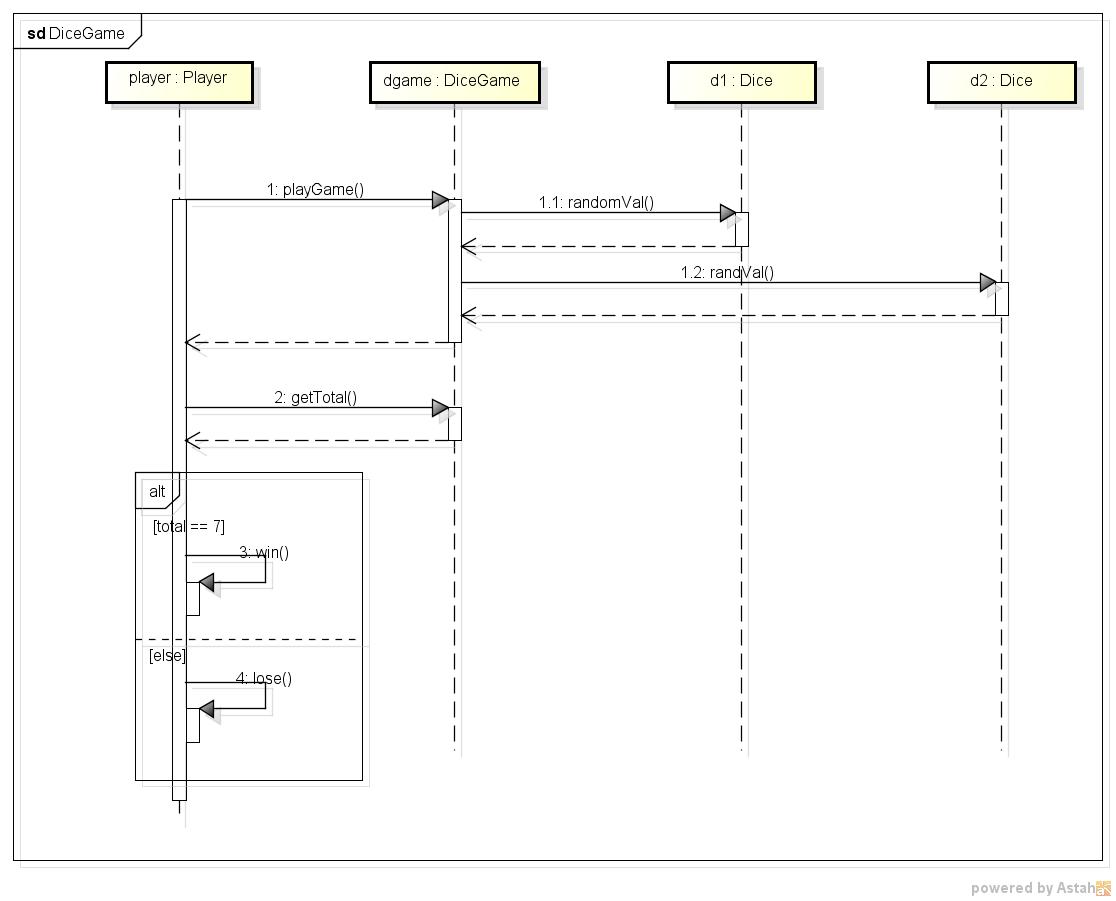 sd DiceGame
player : Player
dgame : DiceGame
d1 : Dice
d2 : Dice
1: playGame()
1.1: randomVal()
1.2: randVal()
2: getTotal()
alt
[total == 7]
3: win()
[else]
4: lose()
powered by Astah